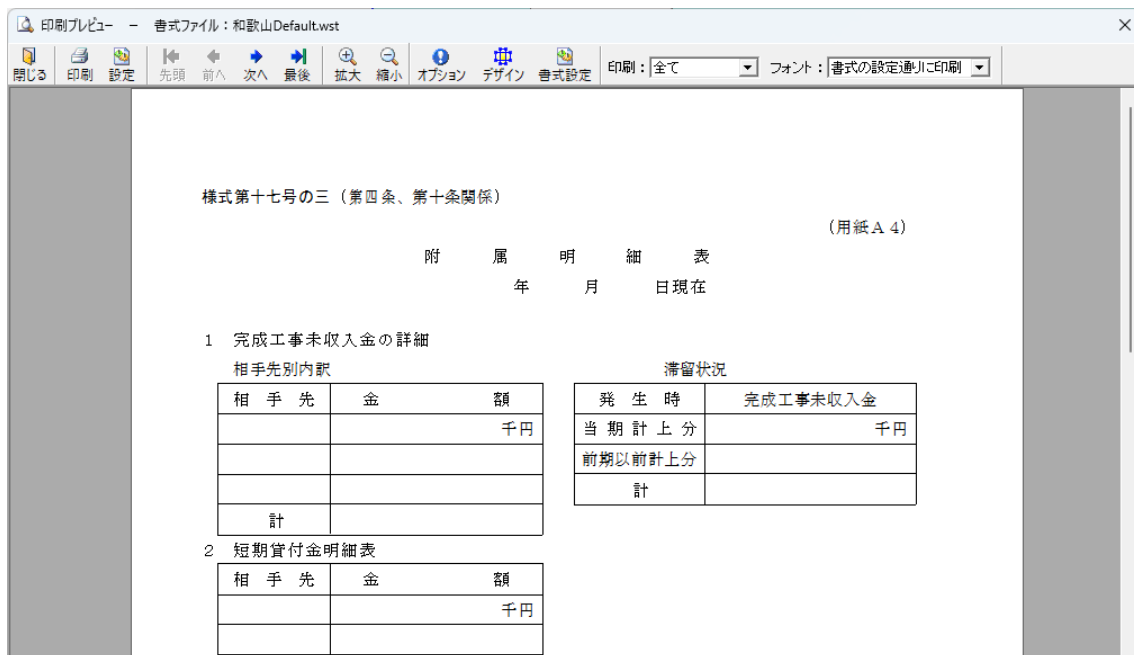 印刷プレビュー － 書式ファイル：和歌山Default.wst
閉じる 印刷 設定 先頭 前へ 次へ 最後 拡大 縮小 オプション デザイン 書式設定 印刷： 全て フォント： 書式の設定通りに印刷
様式第十七号の三（第四条、第十条関係）
（用紙Ａ４）
附 属 明 細 表
年 月 日現在
１ 完成工事未収入金の詳細
相手先別内訳
相 手 先 金 額
千円
計
滞留状況
発 生 時 完成工事未収入金
当 期 計 上 分 千円
前期以前計上分
計
２ 短期貸付金明細表
相 手 先 金 額
千円